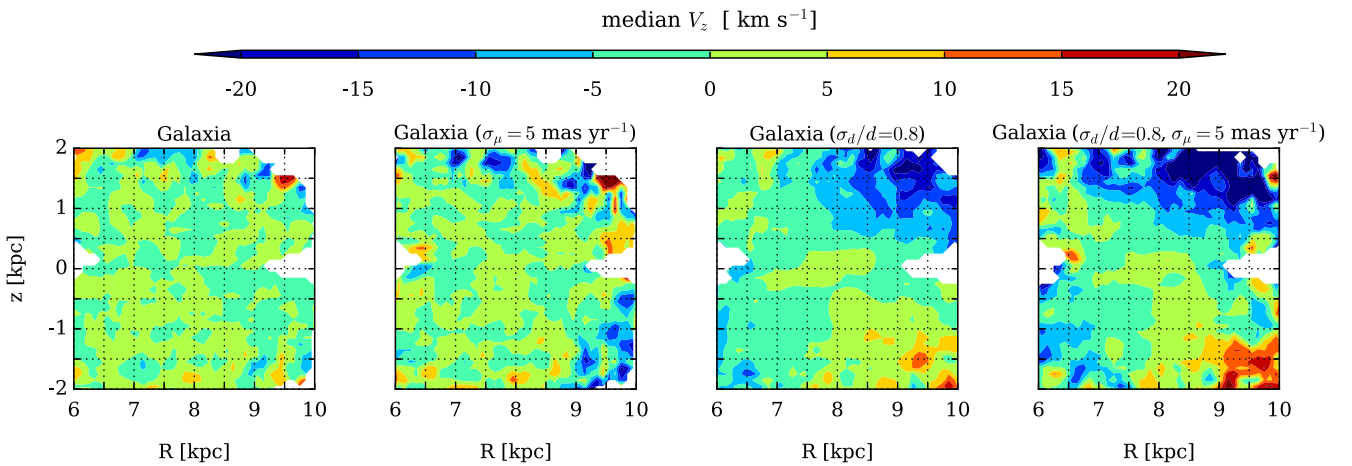 median V_z [ km s⁻¹]
-20 -15 -10 -5 0 5 10 15 20
Galaxia
Galaxia (σ_μ = 5 mas yr⁻¹)
Galaxia (σ_d/d=0.8)
Galaxia (σ_d/d=0.8, σ_μ = 5 mas yr⁻¹)
2
1
0
-1
-2
z [kpc]
6 7 8 9 10
6 7 8 9 10
6 7 8 9 10
6 7 8 9 10
R [kpc]
R [kpc]
R [kpc]
R [kpc]